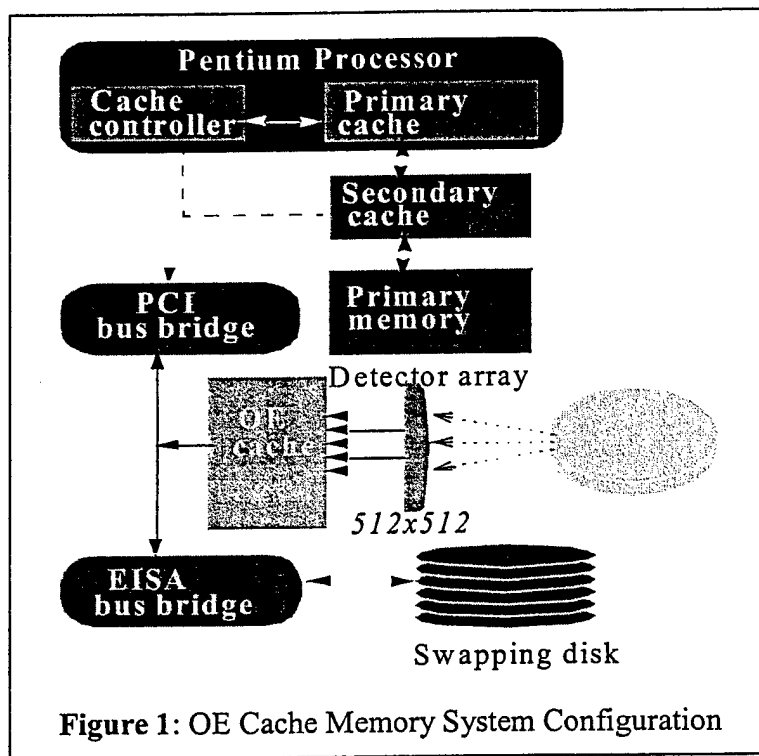 Pentium Processor
Cache
controller
Primary
cache
Secondary
cache
PCI
bus bridge
Primary
memory
Detector array
OE
cache
512x512
EISA
bus bridge
Swapping disk
Figure 1: OE Cache Memory System Configuration